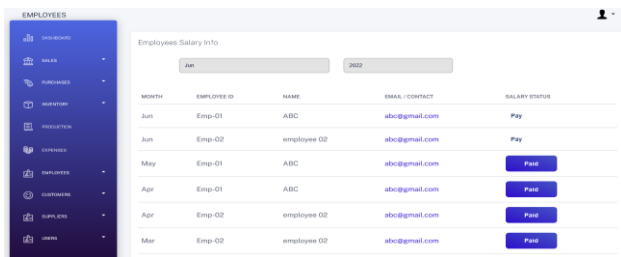 EMPLOYEES
DASHBOARD
SALES
PURCHASES
INVENTORY
PRODUCTION
EXPENSES
EMPLOYEES
CUSTOMERS
SUPPLIERS
USERS
Employees Salary Info
Jun 2022
MONTH EMPLOYEE ID NAME EMAIL / CONTACT SALARY STATUS
Jun Emp-01 ABC abc@gmail.com Pay
Jun Emp-02 employee 02 abc@gmail.com Pay
May Emp-01 ABC abc@gmail.com Paid
Apr Emp-01 ABC abc@gmail.com Paid
Apr Emp-02 employee 02 abc@gmail.com Paid
Mar Emp-02 employee 02 abc@gmail.com Paid